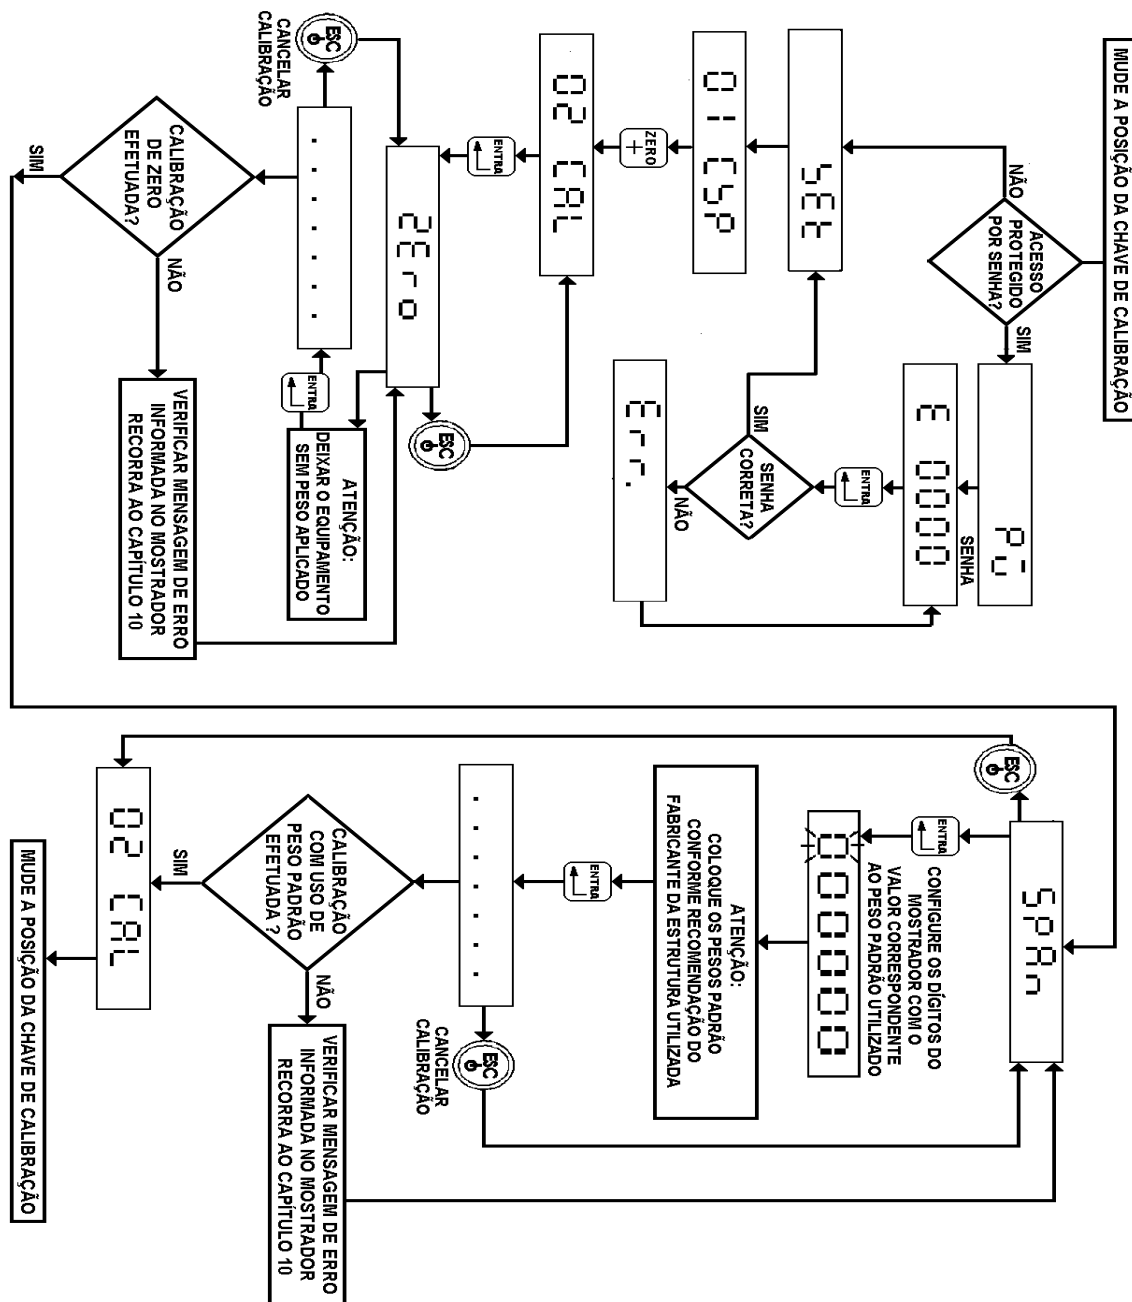 MUDE A POSIÇÃO DA CHAVE DE CALIBRAÇÃO
ACESSO
PROTEGIDO
POR SENHA?
NÃO
SIM
PW
SENHA
E 0000
ENTRA
SENHA
CORRETA?
SIM
NÃO
Err.
SEt
01 CSP
ZERO
+
02 CAL
ENTRA
ZEro
ESC
ATENÇÃO:
DEIXAR O EQUIPAMENTO
SEM PESO APLICADO
ENTRA
. . . . . .
ESC
CANCELAR
CALIBRAÇÃO
CALIBRAÇÃO
DE ZERO
EFETUADA?
NÃO
SIM
VERIFICAR MENSAGEM DE ERRO
INFORMADA NO MOSTRADOR
RECORRA AO CAPÍTULO 10
SPAn
ESC
ENTRA
CONFIGURE OS DÍGITOS DO
MOSTRADOR COM O
VALOR CORRESPONDENTE
AO PESO PADRÃO UTILIZADO
000000
ATENÇÃO:
COLOQUE OS PESOS PADRÃO
CONFORME RECOMENDAÇÃO DO
FABRICANTE DA ESTRUTURA UTILIZADA
ENTRA
. . . . . .
ESC
CANCELAR
CALIBRAÇÃO
CALIBRAÇÃO
COM USO DE
PESO PADRÃO
EFETUADA ?
SIM
NÃO
VERIFICAR MENSAGEM DE ERRO
INFORMADA NO MOSTRADOR
RECORRA AO CAPÍTULO 10
02 CAL
MUDE A POSIÇÃO DA CHAVE DE CALIBRAÇÃO